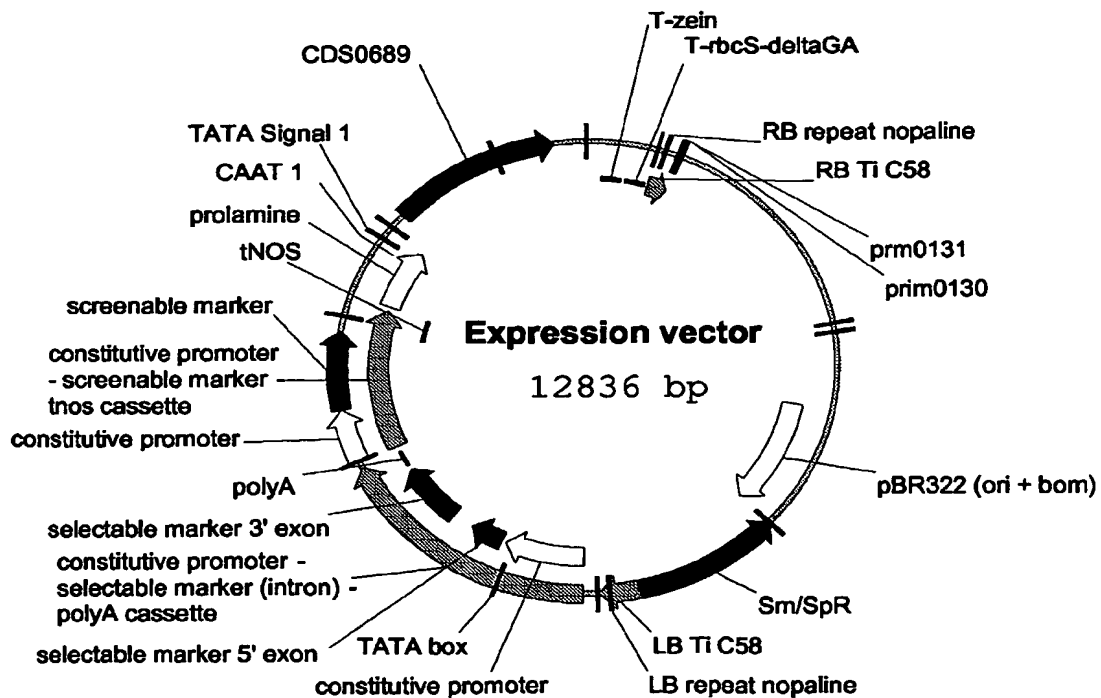 T-zein
T-rbcS-deltaGA
CDS0689
RB repeat nopaline
TATA Signal 1
RB Ti C58
CAAT 1
prolamine
tNOS
prm0131
prim0130
screenable marker
Expression vector
constitutive promoter
- screenable marker -
tnos cassette
12836 bp
constitutive promoter
polyA
pBR322 (ori + bom)
selectable marker 3' exon
constitutive promoter -
selectable marker (intron) -
polyA cassette
Sm/SpR
selectable marker 5' exon
TATA box
LB Ti C58
constitutive promoter
LB repeat nopaline